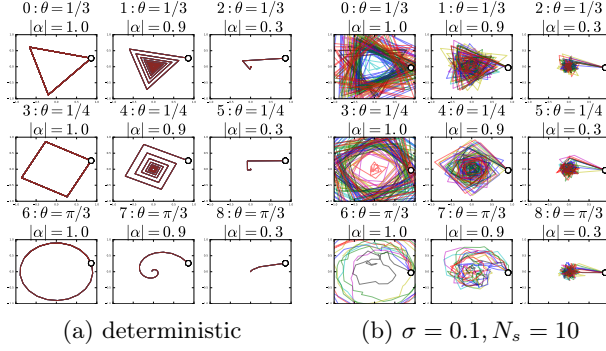 0 : θ = 1/3 1 : θ = 1/3 2 : θ = 1/3
|α| = 1.0 |α| = 0.9 |α| = 0.3
3 : θ = 1/4 4 : θ = 1/4 5 : θ = 1/4
|α| = 1.0 |α| = 0.9 |α| = 0.3
6 : θ = π/3 7 : θ = π/3 8 : θ = π/3
|α| = 1.0 |α| = 0.9 |α| = 0.3
(a) deterministic
0 : θ = 1/3 1 : θ = 1/3 2 : θ = 1/3
|α| = 1.0 |α| = 0.9 |α| = 0.3
3 : θ = 1/4 4 : θ = 1/4 5 : θ = 1/4
|α| = 1.0 |α| = 0.9 |α| = 0.3
6 : θ = π/3 7 : θ = π/3 8 : θ = π/3
|α| = 1.0 |α| = 0.9 |α| = 0.3
(b) σ = 0.1, Nₛ = 10